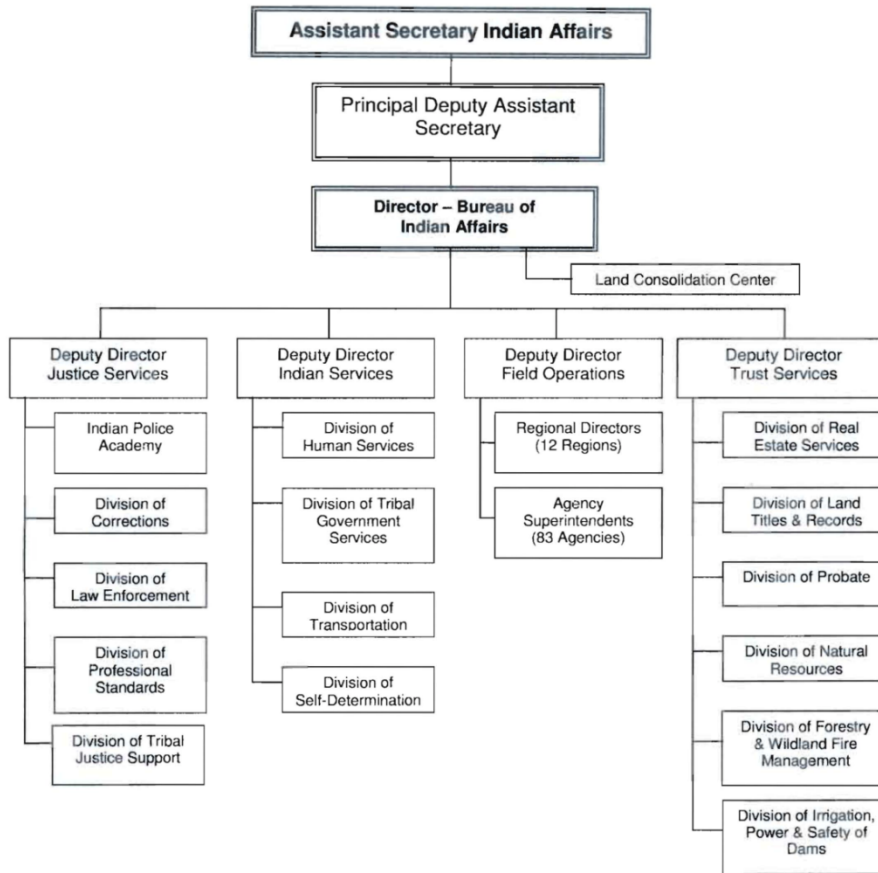 Assistant Secretary Indian Affairs
Principal Deputy Assistant
Secretary
Director – Bureau of
Indian Affairs
Land Consolidation Center
Deputy Director
Justice Services
Indian Police
Academy
Division of
Corrections
Division of
Law Enforcement
Division of
Professional
Standards
Division of Tribal
Justice Support
Deputy Director
Indian Services
Division of
Human Services
Division of Tribal
Government
Services
Division of
Transportation
Division of
Self-Determination
Deputy Director
Field Operations
Regional Directors
(12 Regions)
Agency
Superintendents
(83 Agencies)
Deputy Director
Trust Services
Division of Real
Estate Services
Division of Land
Titles & Records
Division of Probate
Division of Natural
Resources
Division of Forestry
& Wildland Fire
Management
Division of Irrigation,
Power & Safety of
Dams